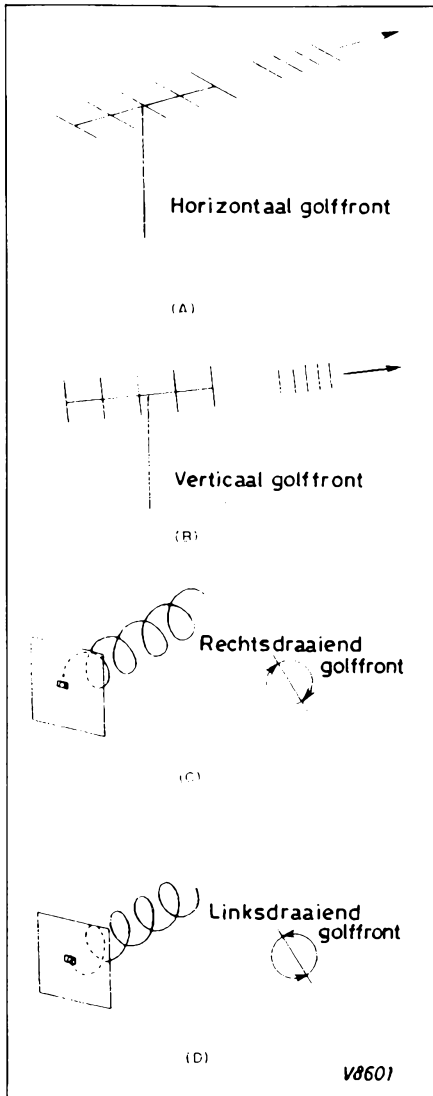 Horizontaal golffront
(A)
Verticaal golffront
(B)
Rechtsdraaiend
golffront
(C)
Linksdraaiend
golffront
(D)
V8601